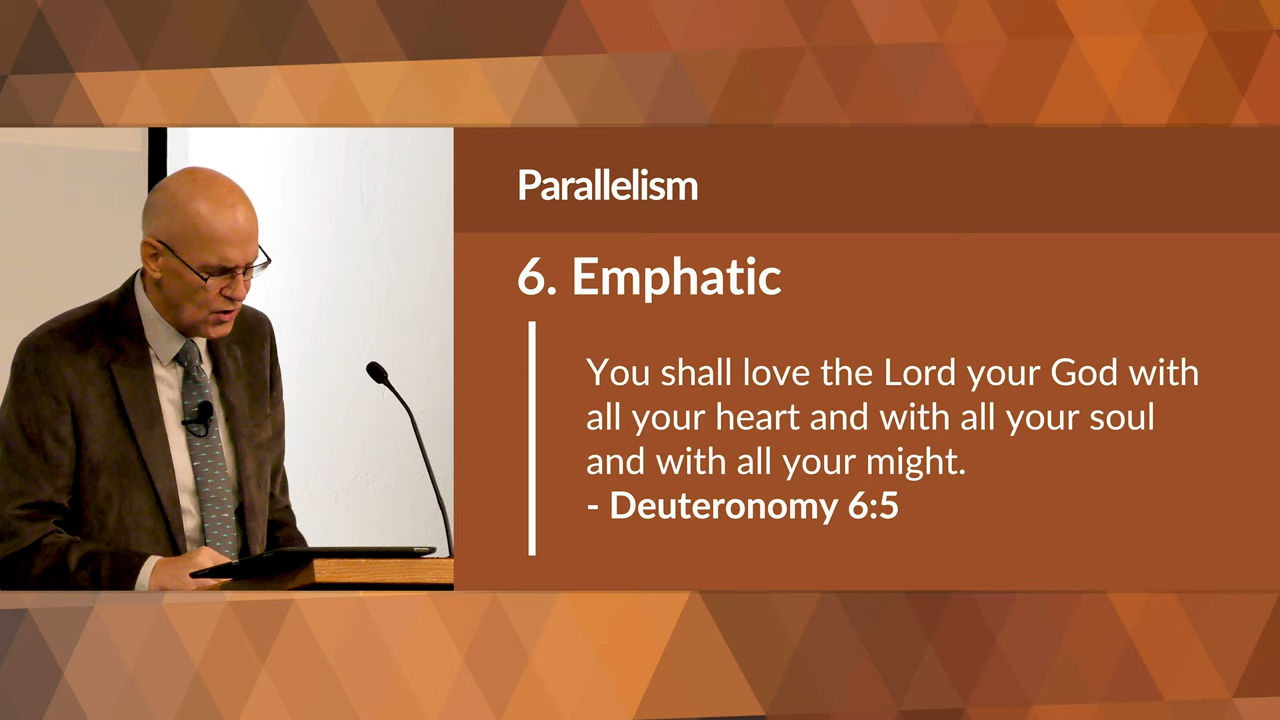 Parallelism
6. Emphatic
You shall love the Lord your God with
all your heart and with all your soul
and with all your might.
- Deuteronomy 6:5